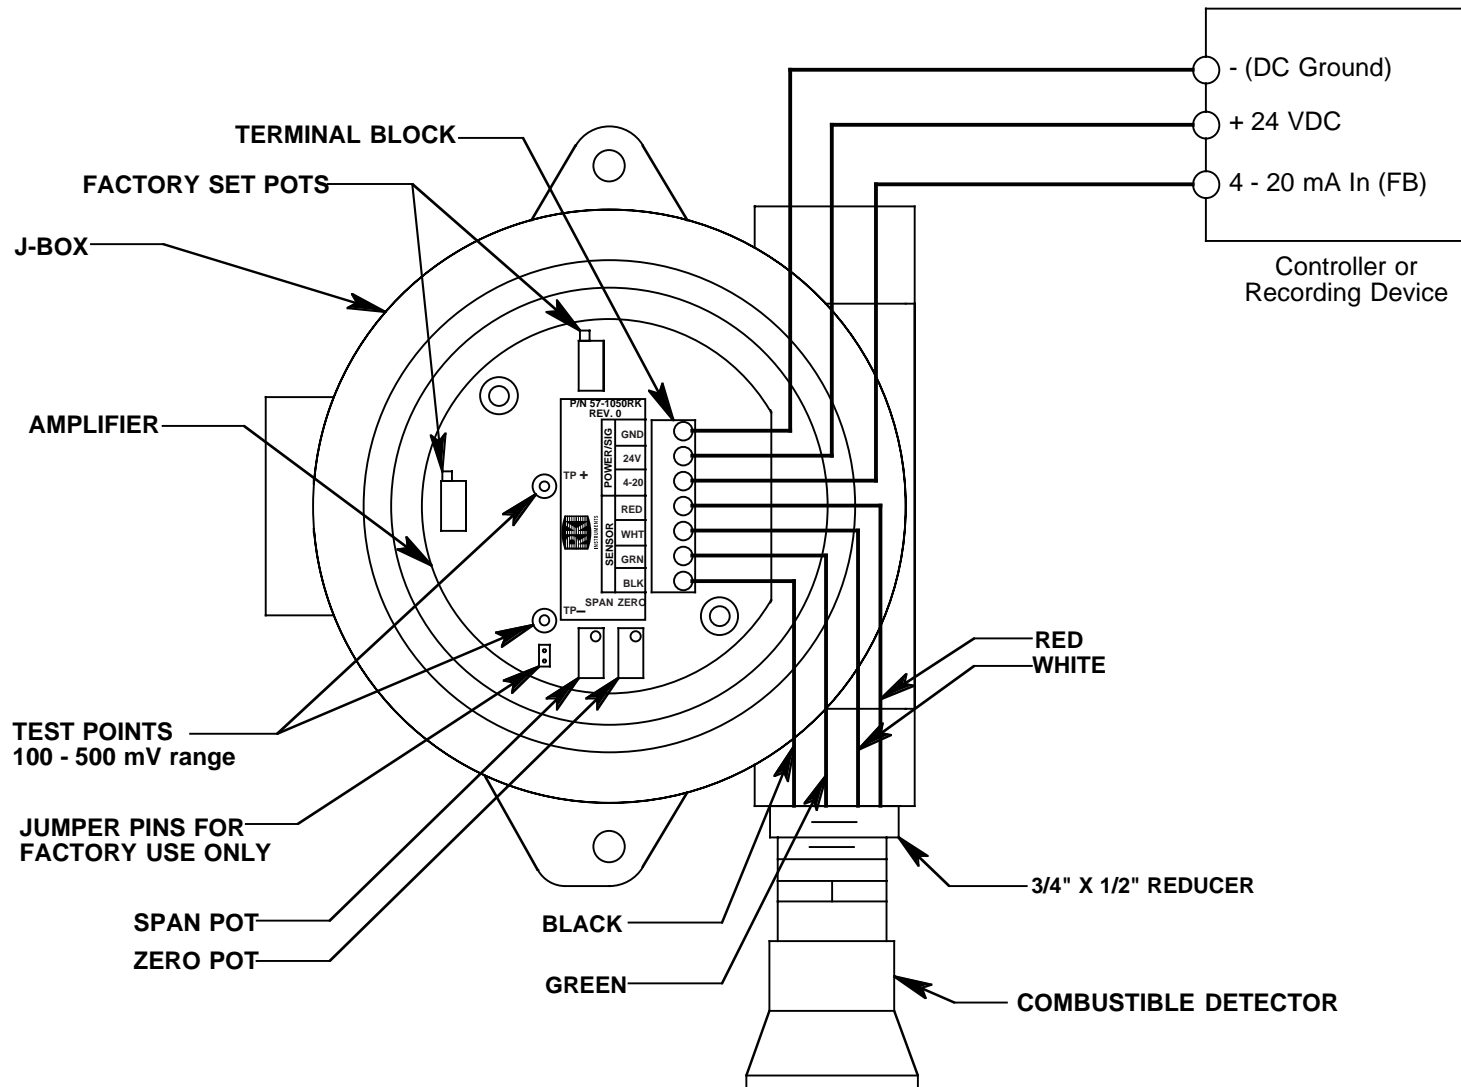 - (DC Ground)
+ 24 VDC
4 - 20 mA In (FB)
Controller or
Recording Device
TERMINAL BLOCK
FACTORY SET POTS
J-BOX
AMPLIFIER
P/N 57-1050RK
REV. 0
POWER/SIG
GND
24V
4-20
TP +
SENSOR
RED
WHT
GRN
BLK
RKI
INSTRUMENTS
TP–
SPAN ZERO
RED
WHITE
TEST POINTS
100 - 500 mV range
JUMPER PINS FOR
FACTORY USE ONLY
3/4" X 1/2" REDUCER
SPAN POT
ZERO POT
BLACK
GREEN
COMBUSTIBLE DETECTOR